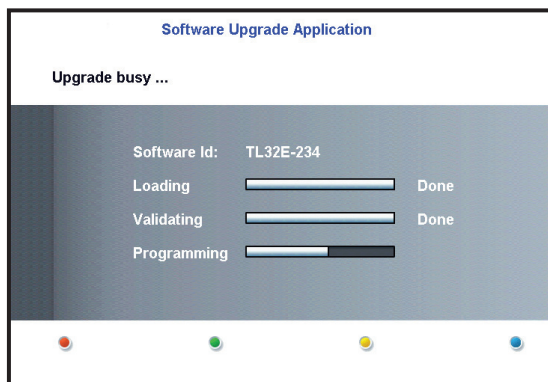 Software Upgrade Application
Upgrade busy ...
Software Id: TL32E-234
Loading Done
Validating Done
Programming